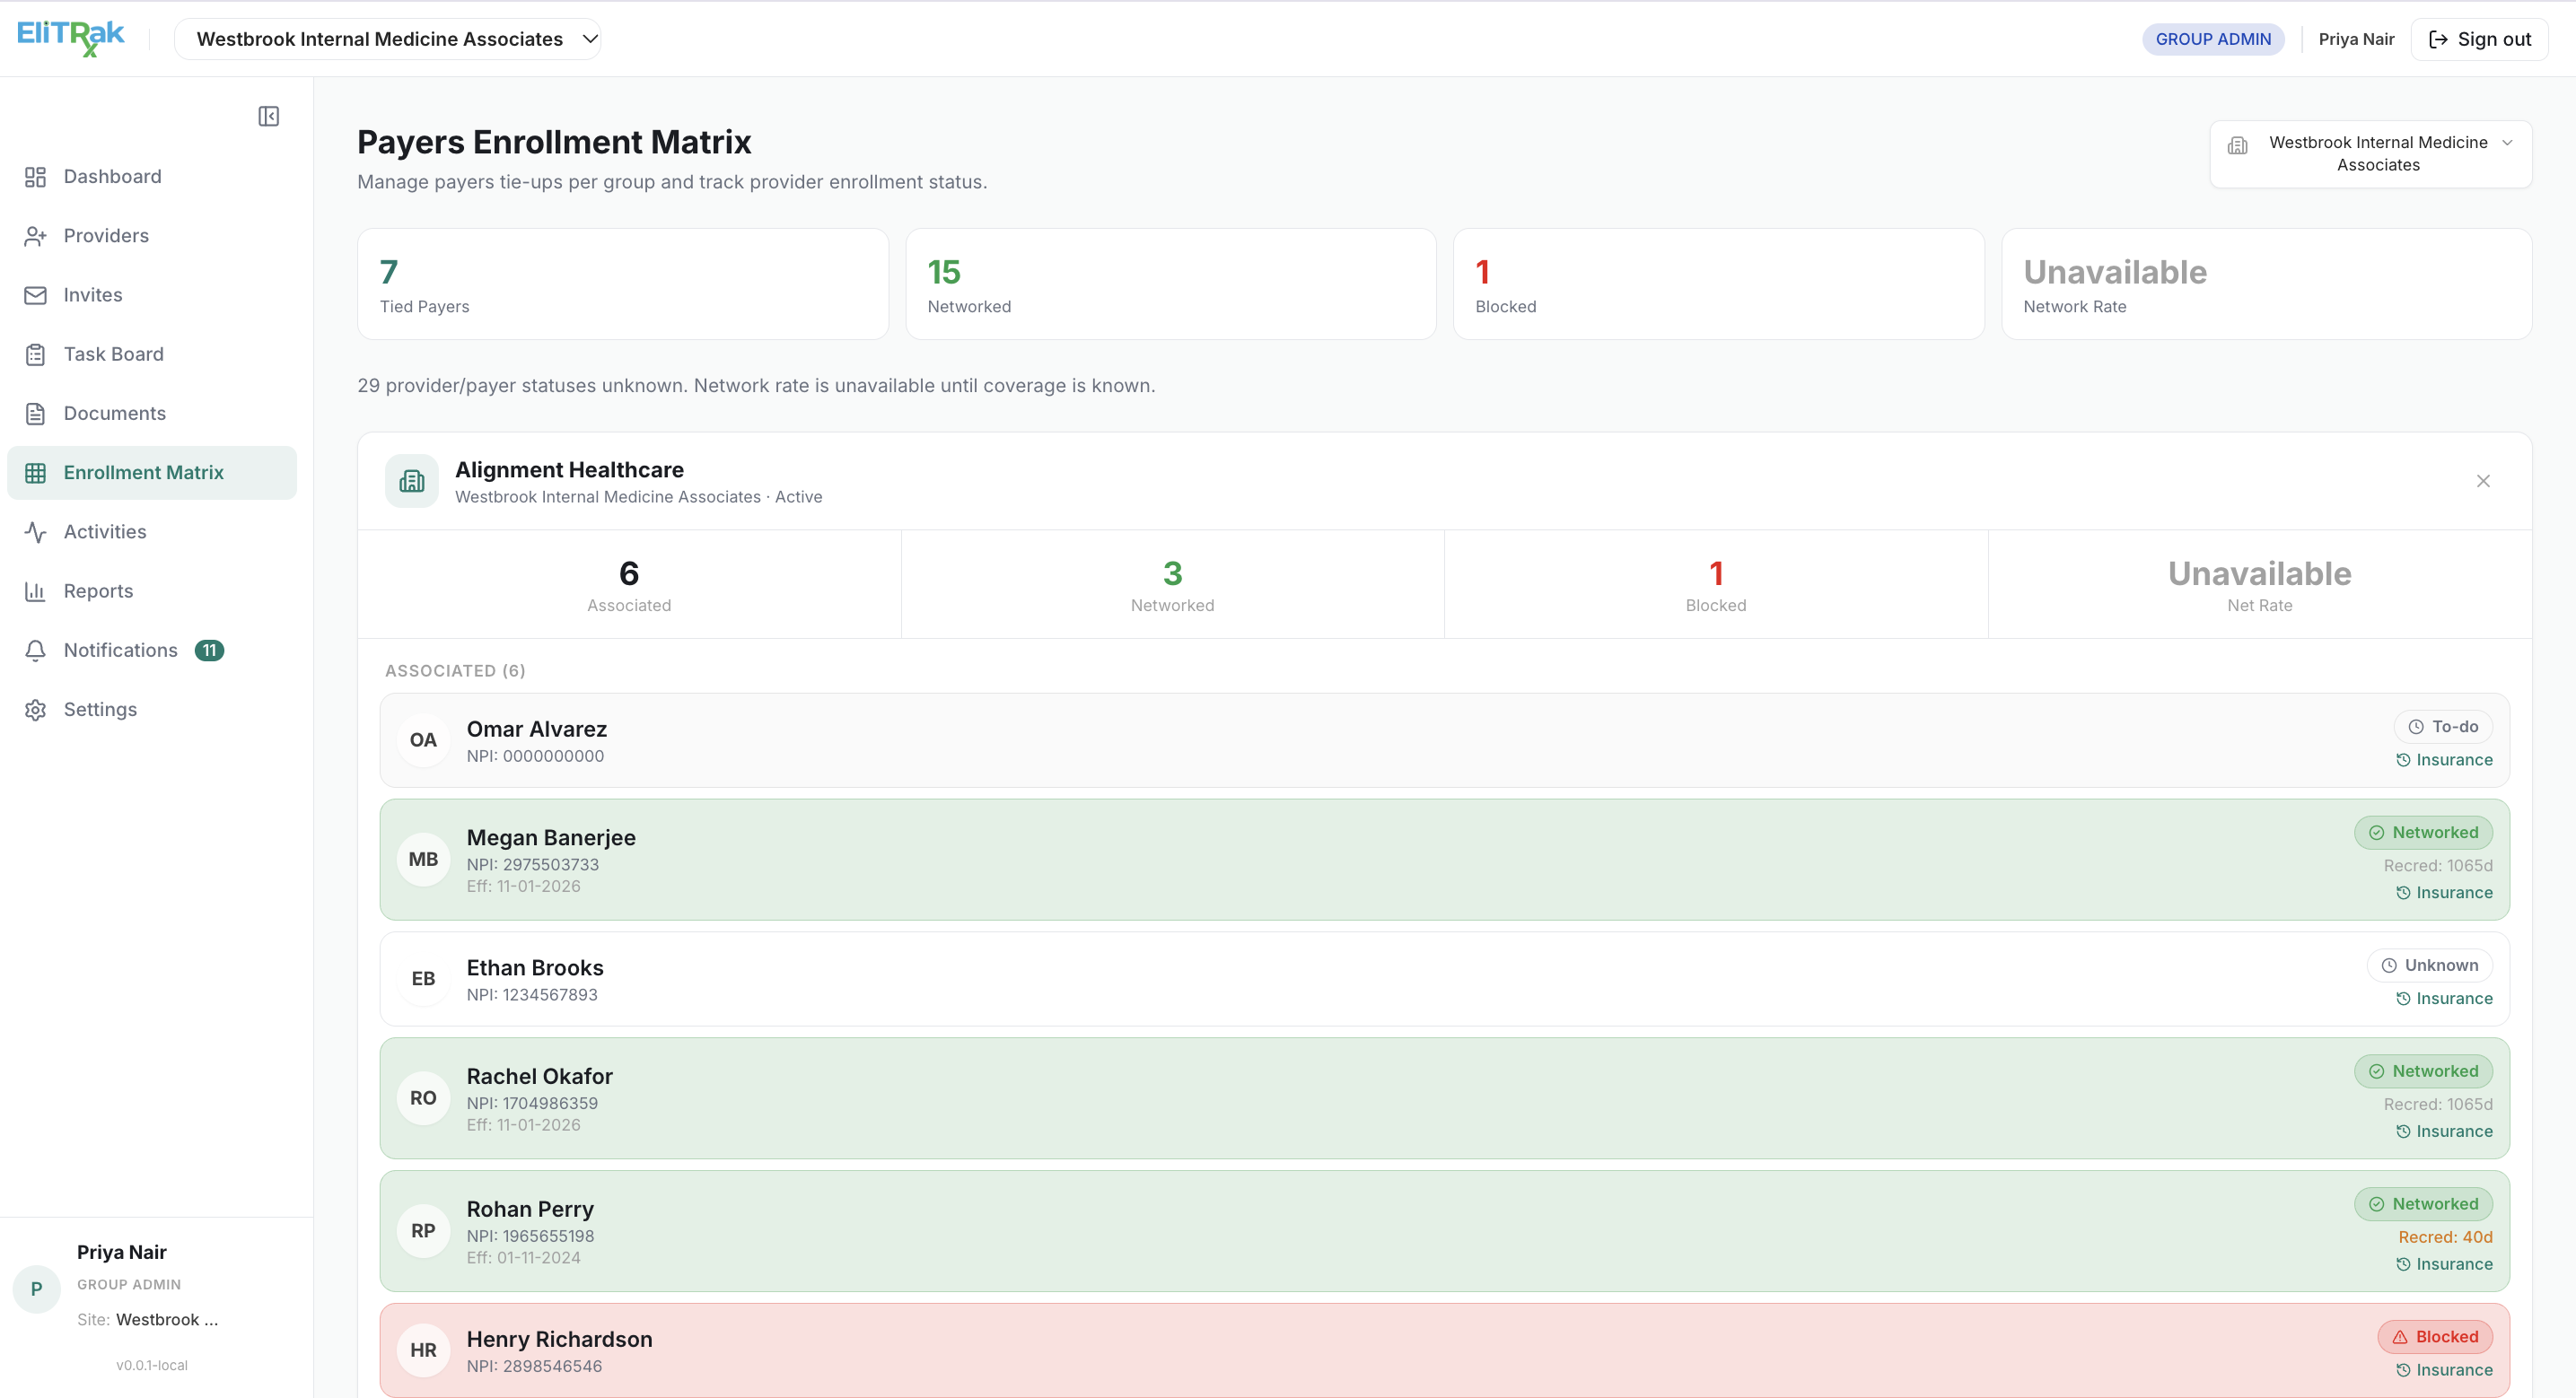 EliTRak
x
Westbrook Internal Medicine Associates
GROUP ADMIN
Priya Nair
Sign out
Dashboard
Providers
Invites
Task Board
Documents
Enrollment Matrix
Activities
Reports
Notifications 11
Settings
Priya Nair
P
GROUP ADMIN
Site: Westbrook ...
v0.0.1-local
Payers Enrollment Matrix
Manage payers tie-ups per group and track provider enrollment status.
Westbrook Internal Medicine
Associates
7
Tied Payers
15
Networked
1
Blocked
Unavailable
Network Rate
29 provider/payer statuses unknown. Network rate is unavailable until coverage is known.
Alignment Healthcare
Westbrook Internal Medicine Associates · Active
6
Associated
3
Networked
1
Blocked
Unavailable
Net Rate
ASSOCIATED (6)
OA
Omar Alvarez
NPI: 0000000000
To-do
Insurance
MB
Megan Banerjee
NPI: 2975503733
Eff: 11-01-2026
Networked
Recred: 1065d
Insurance
EB
Ethan Brooks
NPI: 1234567893
Unknown
Insurance
RO
Rachel Okafor
NPI: 1704986359
Eff: 11-01-2026
Networked
Recred: 1065d
Insurance
RP
Rohan Perry
NPI: 1965655198
Eff: 01-11-2024
Networked
Recred: 40d
Insurance
HR
Henry Richardson
NPI: 2898546546
Blocked
Insurance